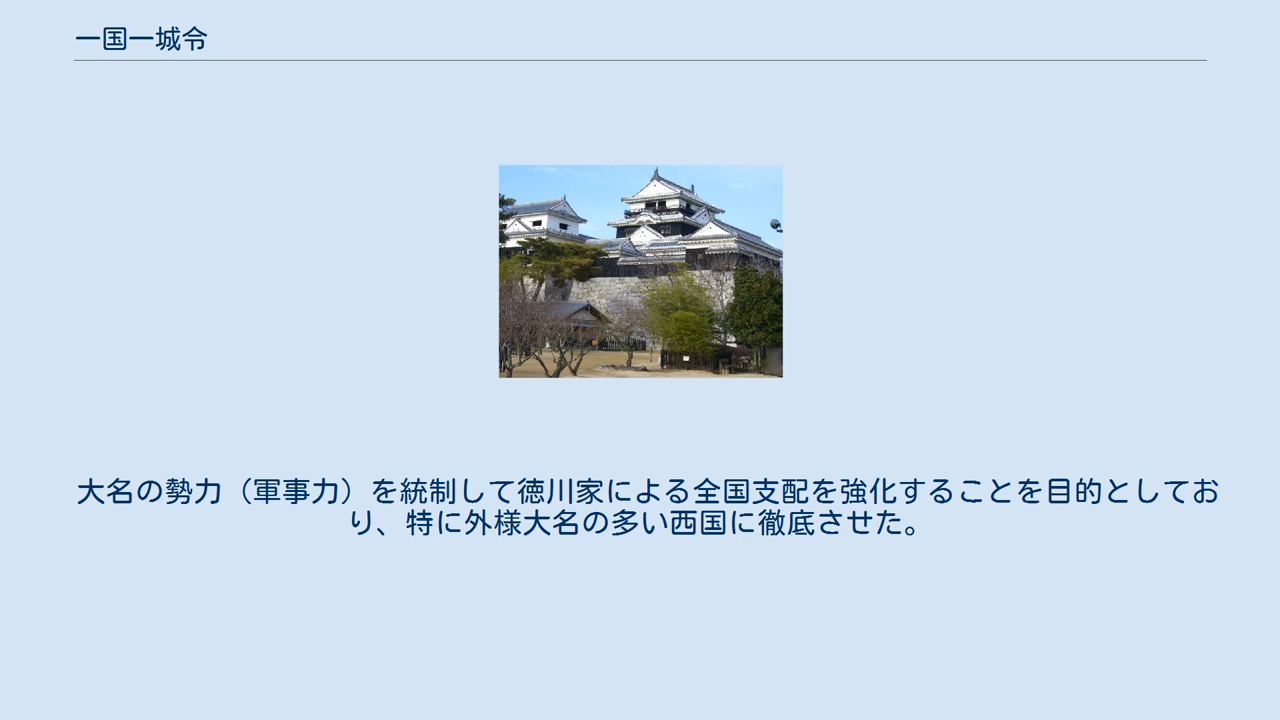 一国一城令
大名の勢力（軍事力）を統制して徳川家による全国支配を強化することを目的としてお
り、特に外様大名の多い西国に徹底させた。